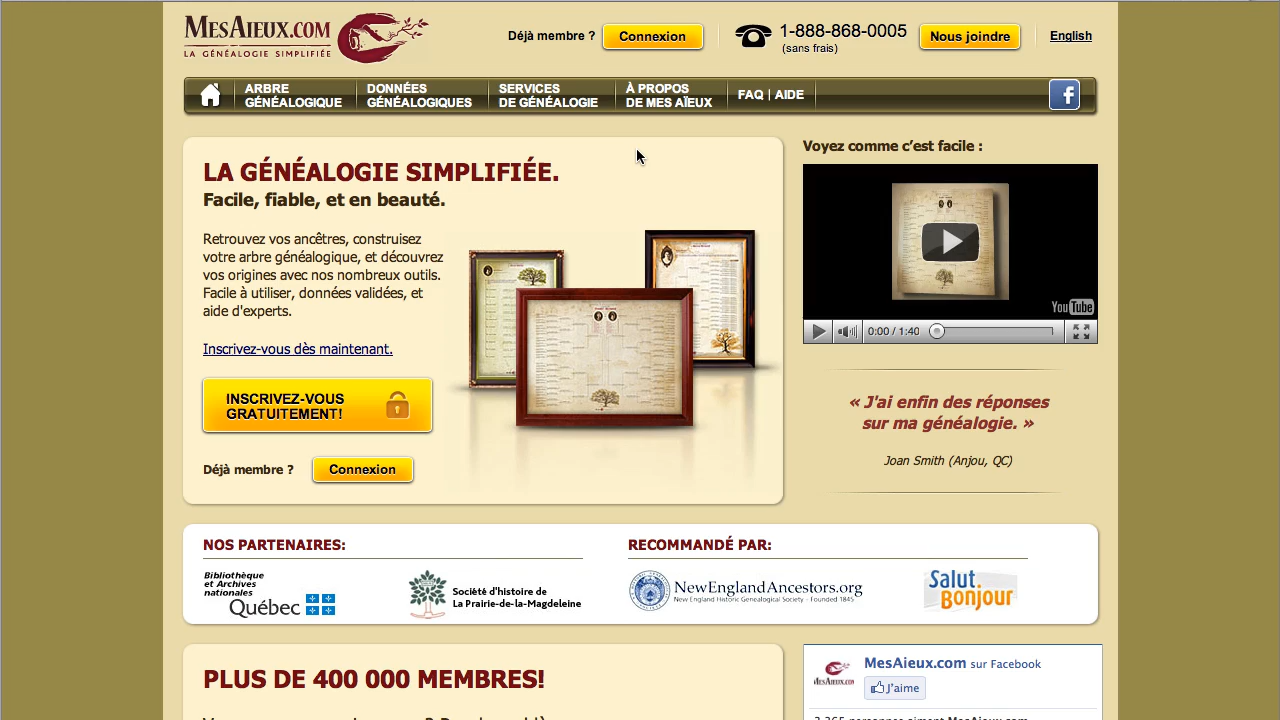 MESAIEUX.COM
LA GÉNÉALOGIE SIMPLIFIÉE
Déjà membre ?
Connexion
1-888-868-0005
(sans frais)
Nous joindre
English
ARBRE
GÉNÉALOGIQUE
DONNÉES
GÉNÉALOGIQUES
SERVICES
DE GÉNÉALOGIE
À PROPOS
DE MES AÏEUX
FAQ | AIDE
f
LA GÉNÉALOGIE SIMPLIFIÉE.
Facile, fiable, et en beauté.
Retrouvez vos ancêtres, construisez
votre arbre généalogique, et découvrez
vos origines avec nos nombreux outils.
Facile à utiliser, données validées, et
aide d'experts.
Inscrivez-vous dès maintenant.
INSCRIVEZ-VOUS
GRATUITEMENT!
Déjà membre ?
Connexion
Voyez comme c’est facile :
YouTube
0:00 / 1:40
« J'ai enfin des réponses
sur ma généalogie. »
Joan Smith (Anjou, QC)
NOS PARTENAIRES:
Bibliothèque
et Archives
nationales
Québec
Société d'histoire de
La Prairie-de-la-Magdeleine
RECOMMANDÉ PAR:
NewEnglandAncestors.org
New England Historic Genealogical Society - Founded 1845
Salut
Bonjour
PLUS DE 400 000 MEMBRES!
MESAIEUX.COM
MesAieux.com sur Facebook
J'aime